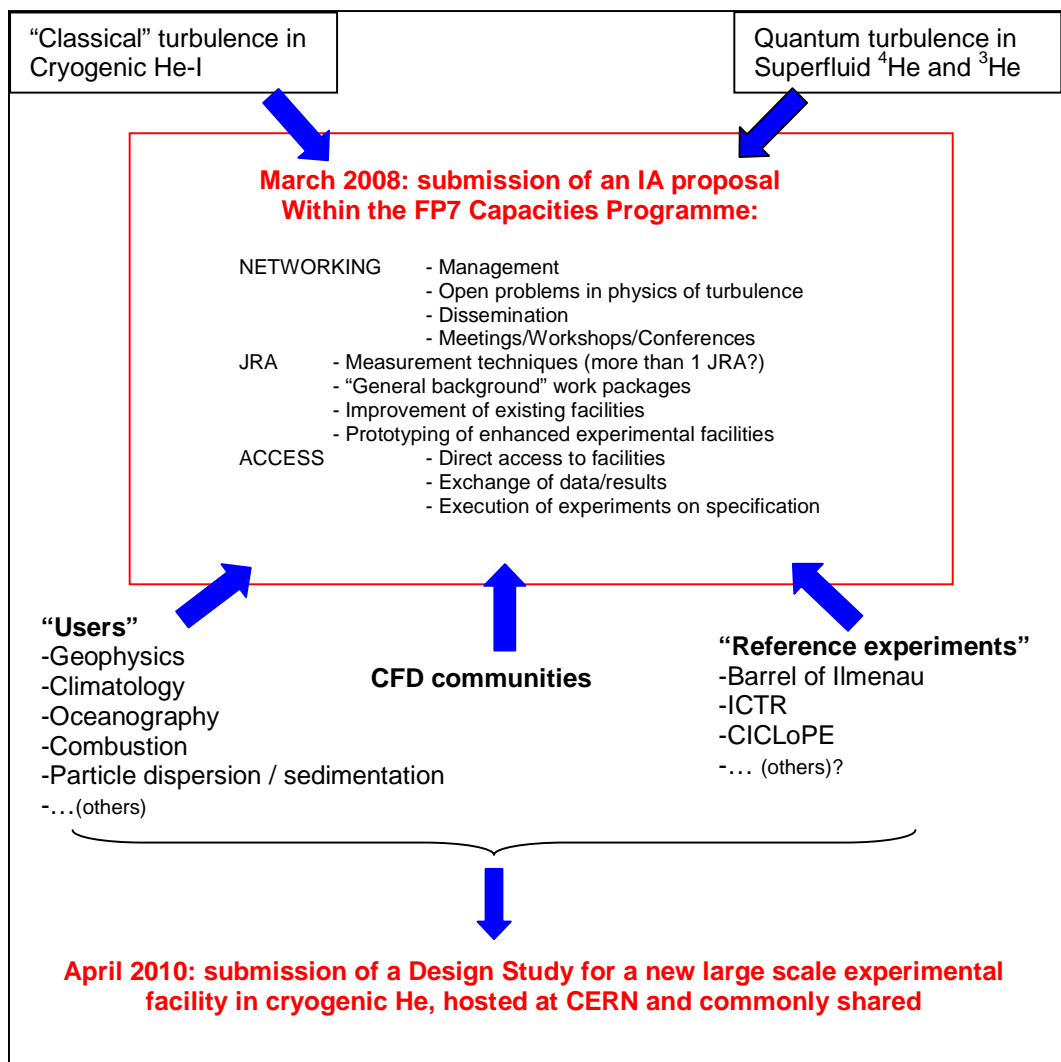 “Classical” turbulence in
Cryogenic He-I
Quantum turbulence in
Superfluid ⁴He and ³He
March 2008: submission of an IA proposal
Within the FP7 Capacities Programme:
NETWORKING - Management
- Open problems in physics of turbulence
- Dissemination
- Meetings/Workshops/Conferences
JRA - Measurement techniques (more than 1 JRA?)
- “General background” work packages
- Improvement of existing facilities
- Prototyping of enhanced experimental facilities
ACCESS - Direct access to facilities
- Exchange of data/results
- Execution of experiments on specification
“Users”
-Geophysics
-Climatology
-Oceanography
-Combustion
-Particle dispersion / sedimentation
-…(others)
CFD communities
“Reference experiments”
-Barrel of Ilmenau
-ICTR
-CICLoPE
-… (others)?
April 2010: submission of a Design Study for a new large scale experimental
facility in cryogenic He, hosted at CERN and commonly shared